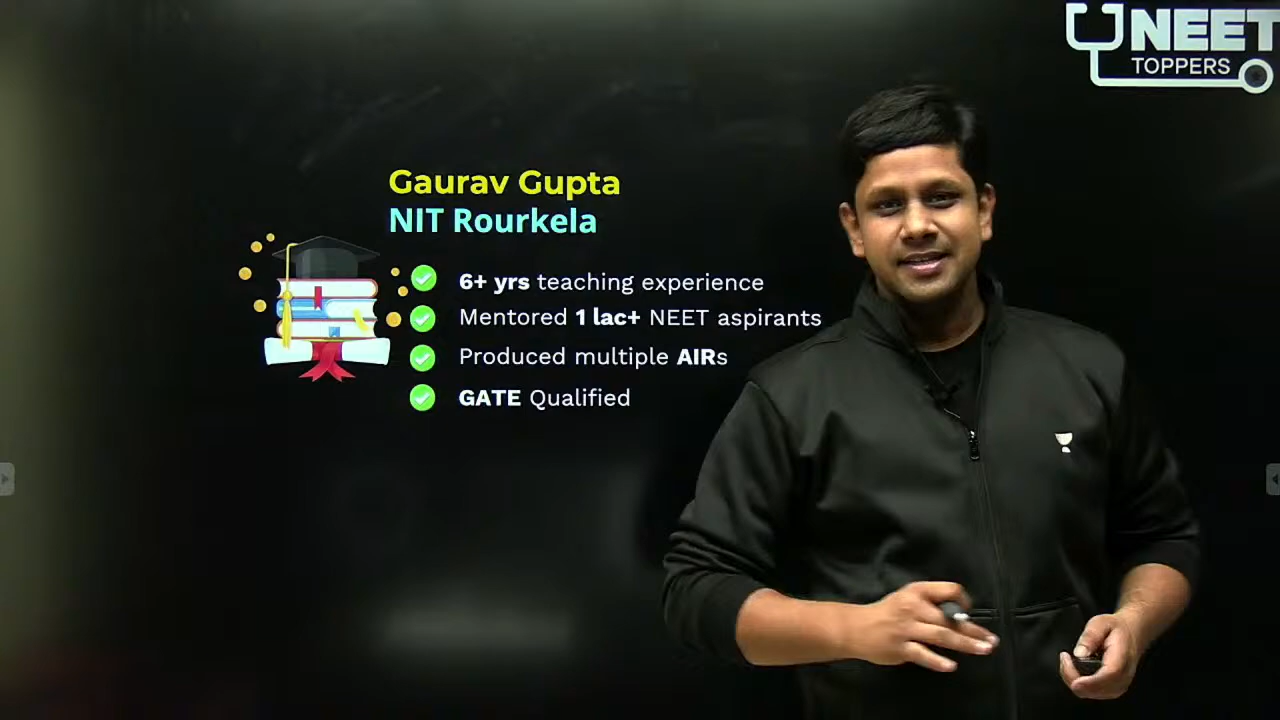 NEET
TOPPERS
Gaurav Gupta
NIT Rourkela
6+ yrs teaching experience
Mentored 1 lac+ NEET aspirants
Produced multiple AIRs
GATE Qualified